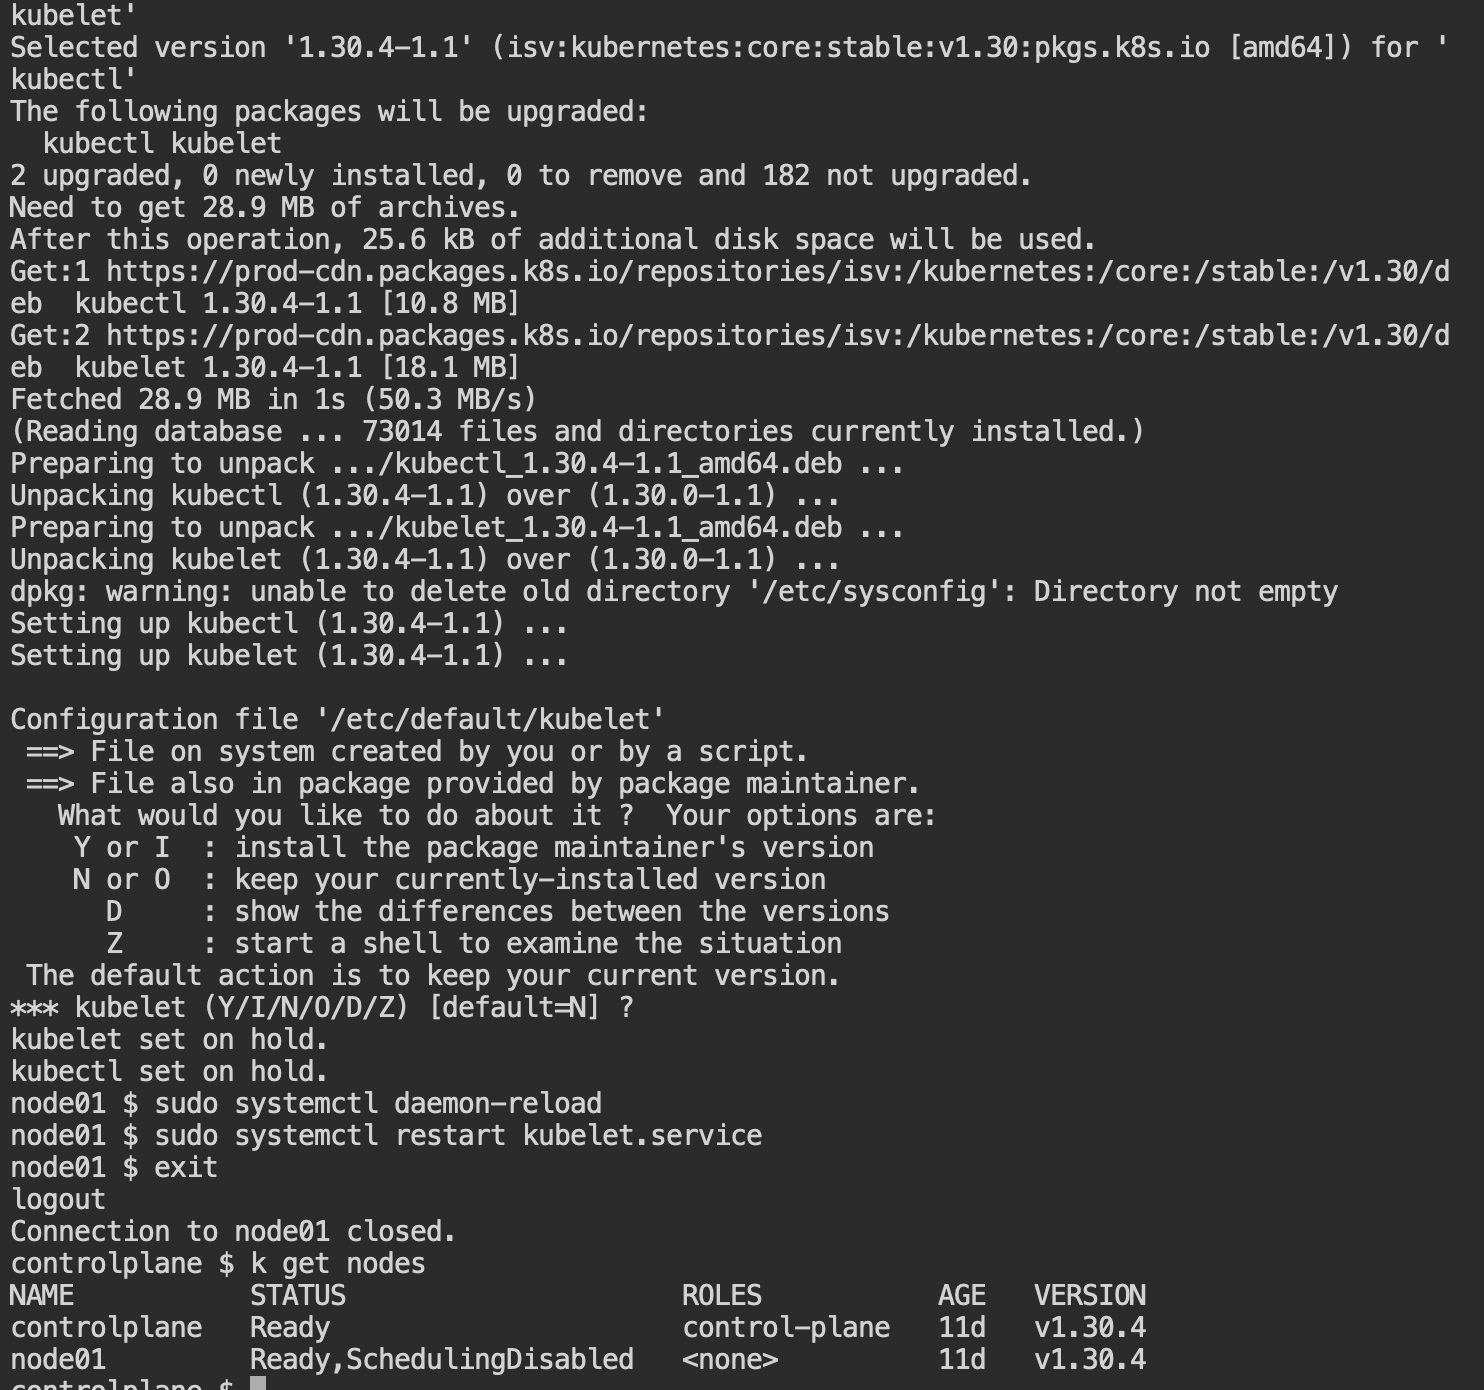 kubelet'
Selected version '1.30.4-1.1' (isv:kubernetes:core:stable:v1.30:pkgs.k8s.io [amd64]) for '
kubectl'
The following packages will be upgraded:
  kubectl kubelet
2 upgraded, 0 newly installed, 0 to remove and 182 not upgraded.
Need to get 28.9 MB of archives.
After this operation, 25.6 kB of additional disk space will be used.
Get:1 https://prod-cdn.packages.k8s.io/repositories/isv:/kubernetes:/core:/stable:/v1.30/d
eb  kubectl 1.30.4-1.1 [10.8 MB]
Get:2 https://prod-cdn.packages.k8s.io/repositories/isv:/kubernetes:/core:/stable:/v1.30/d
eb  kubelet 1.30.4-1.1 [18.1 MB]
Fetched 28.9 MB in 1s (50.3 MB/s)
(Reading database ... 73014 files and directories currently installed.)
Preparing to unpack .../kubectl_1.30.4-1.1_amd64.deb ...
Unpacking kubectl (1.30.4-1.1) over (1.30.0-1.1) ...
Preparing to unpack .../kubelet_1.30.4-1.1_amd64.deb ...
Unpacking kubelet (1.30.4-1.1) over (1.30.0-1.1) ...
dpkg: warning: unable to delete old directory '/etc/sysconfig': Directory not empty
Setting up kubectl (1.30.4-1.1) ...
Setting up kubelet (1.30.4-1.1) ...

Configuration file '/etc/default/kubelet'
 ==> File on system created by you or by a script.
 ==> File also in package provided by package maintainer.
   What would you like to do about it ?  Your options are:
    Y or I  : install the package maintainer's version
    N or O  : keep your currently-installed version
      D     : show the differences between the versions
      Z     : start a shell to examine the situation
 The default action is to keep your current version.
*** kubelet (Y/I/N/O/D/Z) [default=N] ?
kubelet set on hold.
kubectl set on hold.
node01 $ sudo systemctl daemon-reload
node01 $ sudo systemctl restart kubelet.service
node01 $ exit
logout
Connection to node01 closed.
controlplane $ k get nodes
NAME           STATUS                     ROLES           AGE   VERSION
controlplane   Ready                      control-plane   11d   v1.30.4
node01         Ready,SchedulingDisabled   <none>          11d   v1.30.4
controlplane $